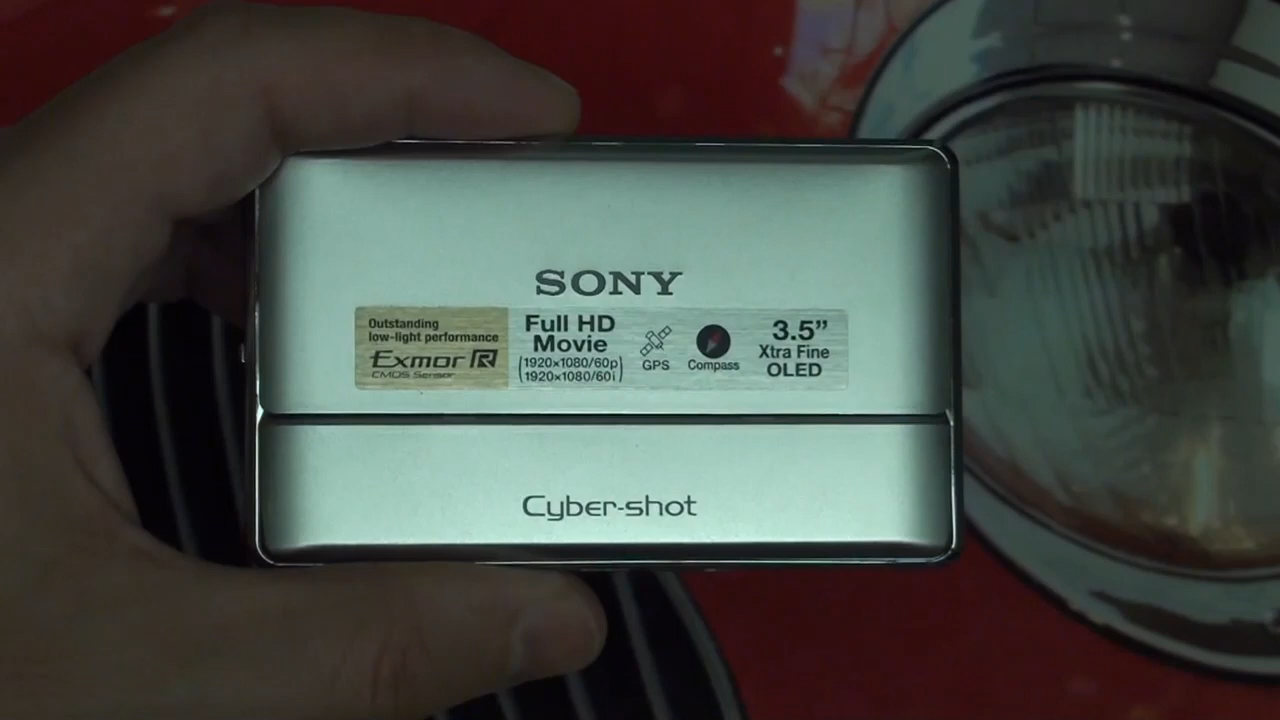 SONY
Outstanding
low-light performance
Exmor R
CMOS Sensor
Full HD
Movie
(1920×1080/60p)
(1920×1080/60i)
GPS
Compass
3.5”
Xtra Fine
OLED
Cyber-shot